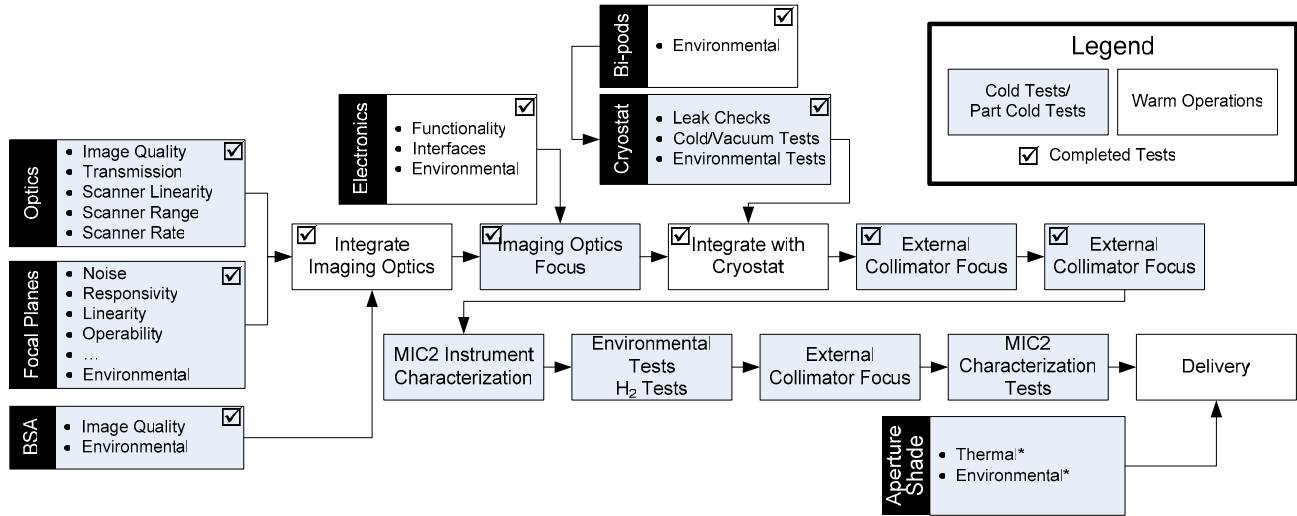 Bi-pods
• Environmental
Legend
Cold Tests/
Part Cold Tests
Warm Operations
Completed Tests
Electronics
• Functionality
• Interfaces
• Environmental
Cryostat
• Leak Checks
• Cold/Vacuum Tests
• Environmental Tests
Optics
• Image Quality
• Transmission
• Scanner Linearity
• Scanner Range
• Scanner Rate
Focal Planes
• Noise
• Responsivity
• Linearity
• Operability
• ...
• Environmental
BSA
• Image Quality
• Environmental
Integrate
Imaging Optics
Imaging Optics
Focus
Integrate with
Cryostat
External
Collimator Focus
External
Collimator Focus
MIC2 Instrument
Characterization
Environmental
Tests
H₂ Tests
External
Collimator Focus
MIC2
Characterization
Tests
Delivery
Aperture
Shade
• Thermal*
• Environmental*